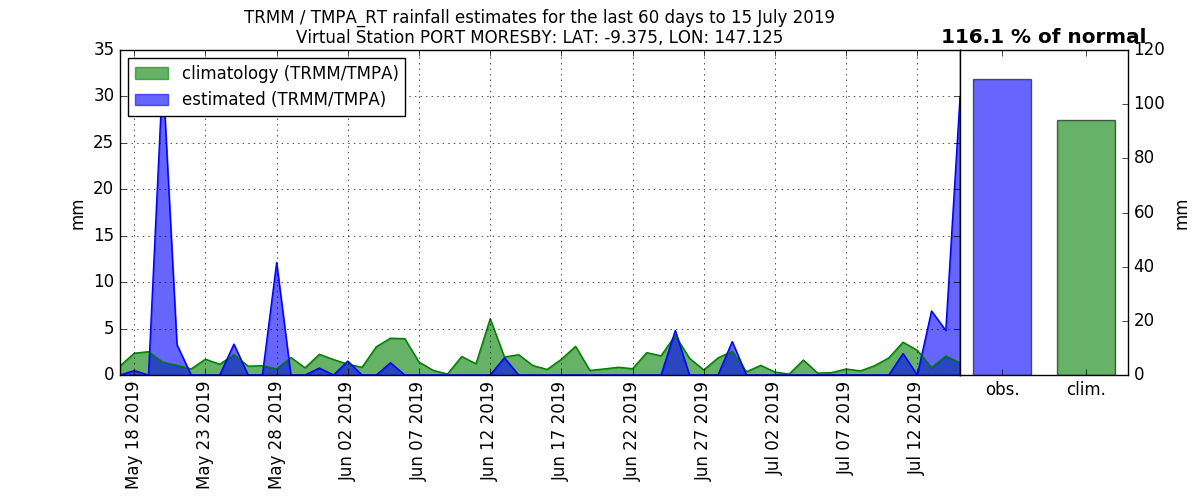 TRMM / TMPA_RT rainfall estimates for the last 60 days to 15 July 2019
Virtual Station PORT MORESBY: LAT: -9.375, LON: 147.125
116.1 % of normal
climatology (TRMM/TMPA)
estimated (TRMM/TMPA)
mm
35
30
25
20
15
10
5
0
May 18 2019
May 23 2019
May 28 2019
Jun 02 2019
Jun 07 2019
Jun 12 2019
Jun 17 2019
Jun 22 2019
Jun 27 2019
Jul 02 2019
Jul 07 2019
Jul 12 2019
120
100
80
60
40
20
0
mm
obs.
clim.